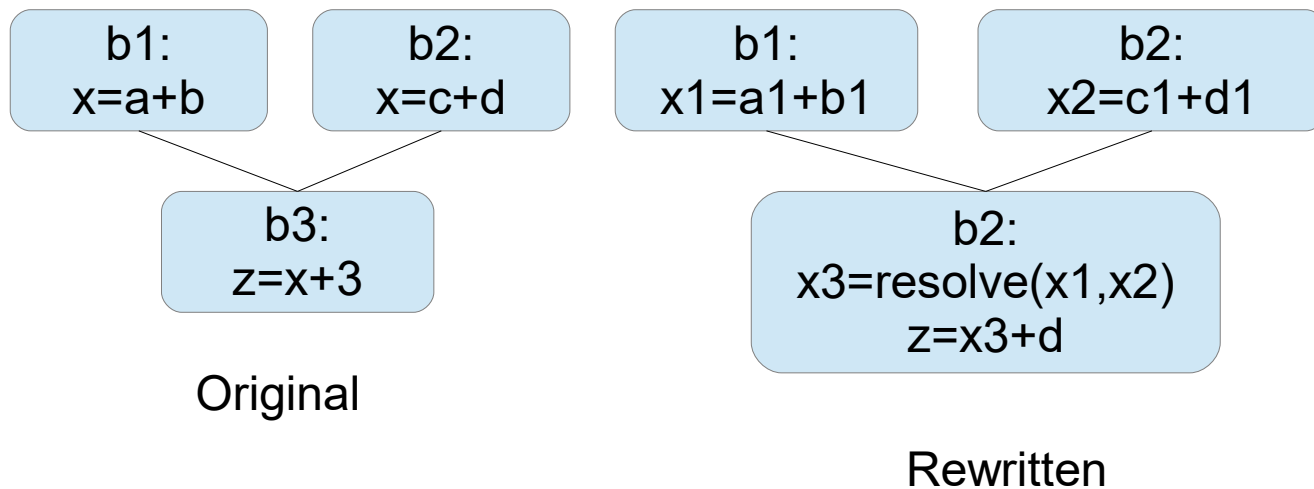 b1:
x=a+b
b2:
x=c+d
b3:
z=x+3
Original
b1:
x1=a1+b1
b2:
x2=c1+d1
b2:
x3=resolve(x1,x2)
z=x3+d
Rewritten